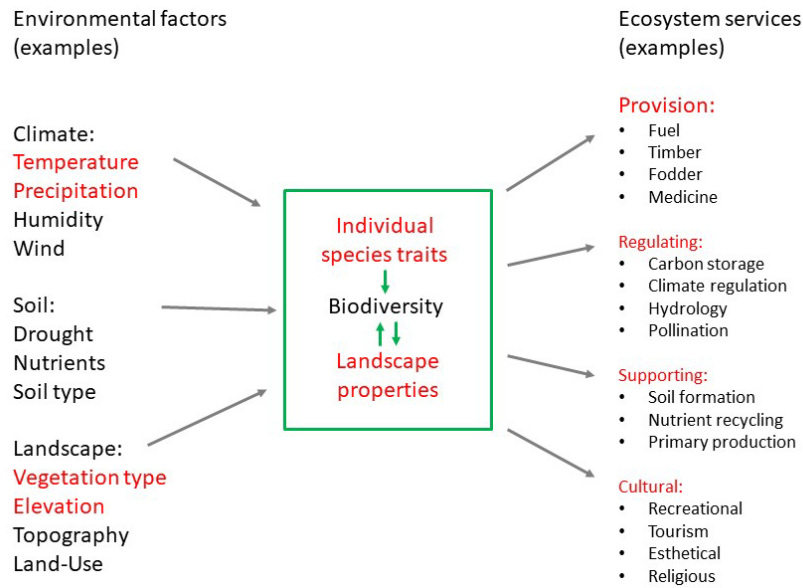 Environmental factors
(examples)
Climate:
Temperature
Precipitation
Humidity
Wind
Soil:
Drought
Nutrients
Soil type
Landscape:
Vegetation type
Elevation
Topography
Land-Use
Individual
species traits
Biodiversity
Landscape
properties
Ecosystem services
(examples)
Provision:
• Fuel
• Timber
• Fodder
• Medicine
Regulating:
• Carbon storage
• Climate regulation
• Hydrology
• Pollination
Supporting:
• Soil formation
• Nutrient recycling
• Primary production
Cultural:
• Recreational
• Tourism
• Esthetical
• Religious